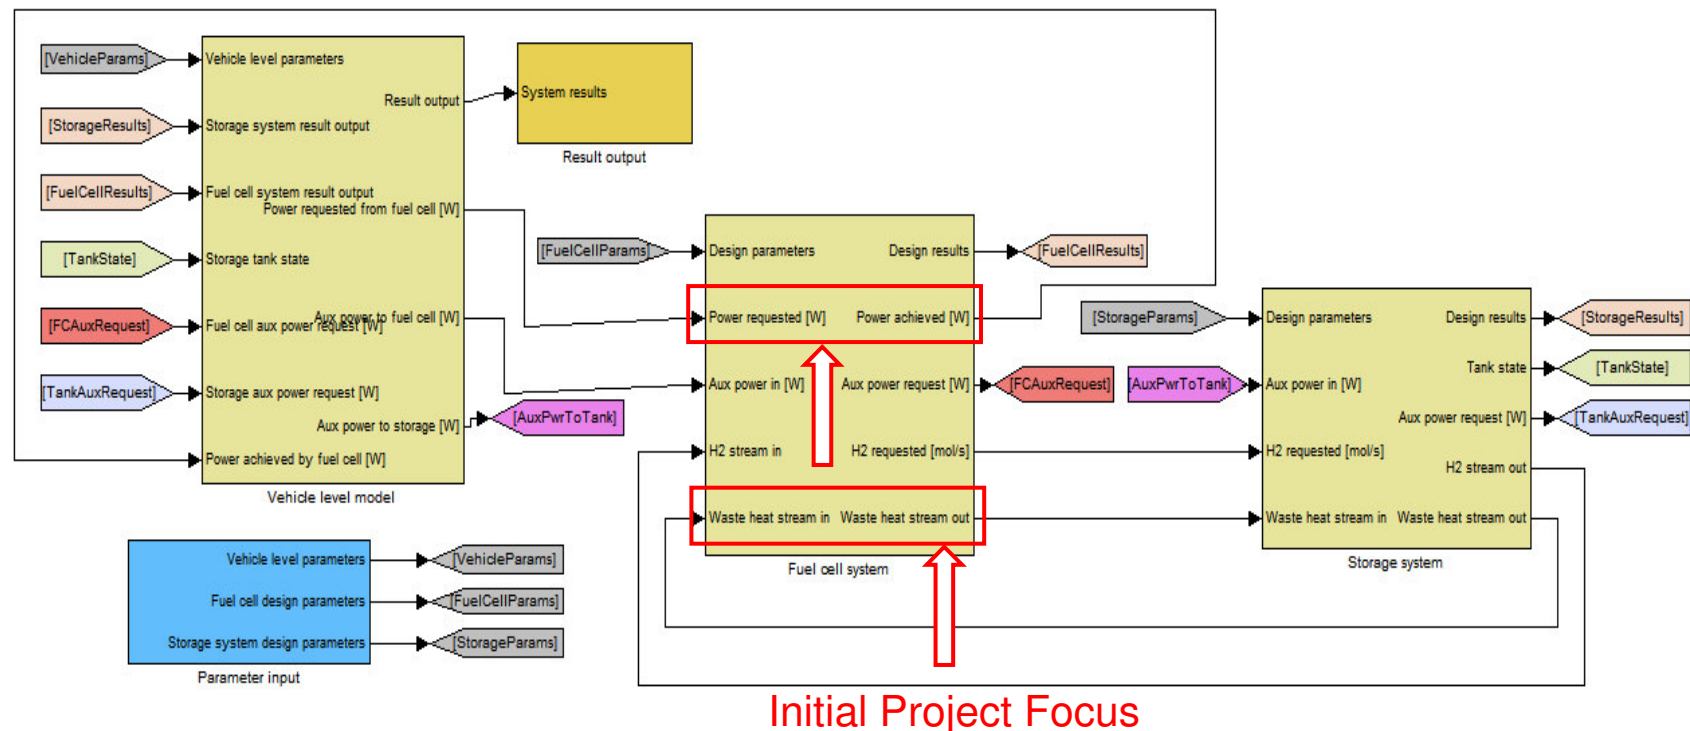 [VehicleParams]
[StorageResults]
[FuelCellResults]
[TankState]
[FCAuxRequest]
[TankAuxRequest]
Vehicle level parameters
Result output
Storage system result output
Fuel cell system result output
Power requested from fuel cell [W]
Storage tank state
Aux power to fuel cell [W]
Fuel cell aux power request [W]
Storage aux power request [W]
Aux power to storage [W]
Power achieved by fuel cell [W]
Vehicle level model
System results
Result output
[AuxPwrToTank]
[FuelCellParams]
Design parameters
Design results
Power requested [W]
Power achieved [W]
Aux power in [W]
Aux power request [W]
H2 stream in
H2 requested [mol/s]
Waste heat stream in
Waste heat stream out
Fuel cell system
[FuelCellResults]
[FCAuxRequest]
[StorageParams]
[AuxPwrToTank]
Design parameters
Design results
Tank state
Aux power in [W]
Aux power request [W]
H2 requested [mol/s]
H2 stream out
Waste heat stream in
Waste heat stream out
Storage system
[StorageResults]
[TankState]
[TankAuxRequest]
Vehicle level parameters
Fuel cell design parameters
Storage system design parameters
Parameter input
[VehicleParams]
[FuelCellParams]
[StorageParams]
Initial Project Focus